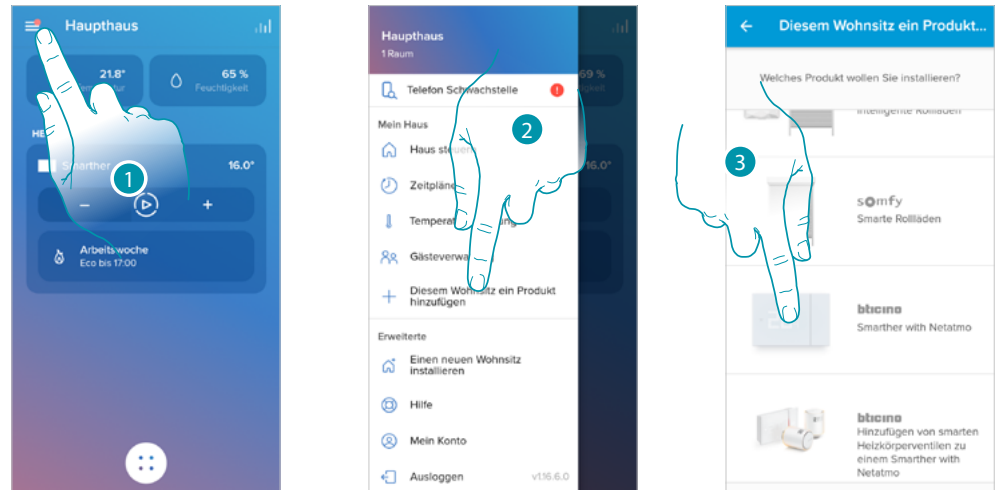 Haupthaus
21.8°
65 %
Feuchtigkeit
Smarther
16.0°
−
+
1
Arbeitswoche
Eco bis 17:00
Haupthaus
1 Raum
69 %
Telefon Schwachstelle
!
Mein Haus
2
Haus
16.0°
Zeitpläne
Gästeverwa
Diesem Wohnsitz ein Produkt
hinzufügen
Erweiterte
Einen neuen Wohnsitz
installieren
Hilfe
Mein Konto
Ausloggen
v1.16.6.0
Diesem Wohnsitz ein Produkt...
Welches Produkt wollen Sie installieren?
Intelligente Rollläden
3
somfy
Smarte Rollläden
bticino
Smarther with Netatmo
bticino
Hinzufügen von smarten
Heizkörperventilen zu
einem Smarther with
Netatmo